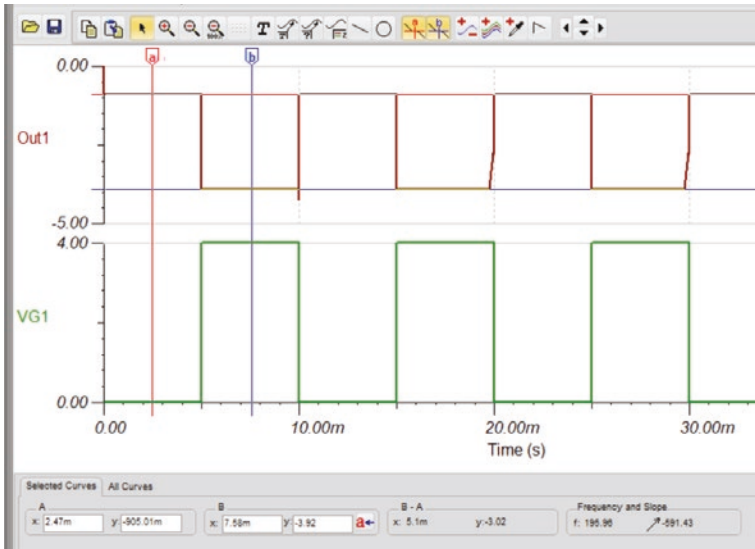 T
a
b
0.00
Out1
-5.00
4.00
VG1
0.00
0.00 10.00m 20.00m 30.00m
Time (s)
Selected Curves All Curves
A B B - A Frequency and Slope
x: 2.47m y: -905.01m x: 7.58m y: -3.92 a x: 5.1m y:-3.02 f: 195.96 -591.43